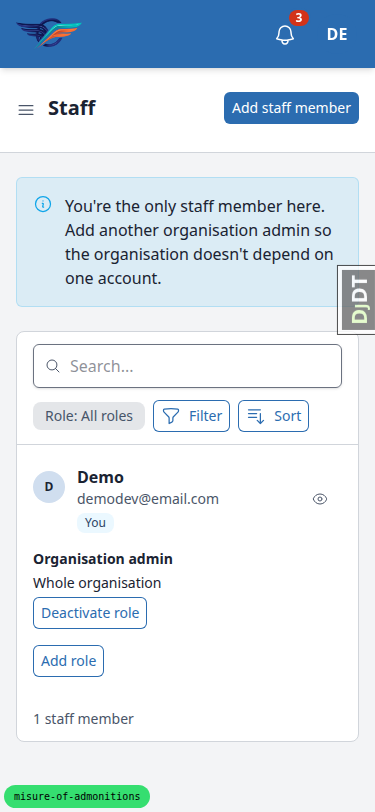 3
DE
Staff
Add staff member
You're the only staff member here.
Add another organisation admin so
the organisation doesn't depend on
one account.
DjDT
Search...
Role: All roles
Filter
Sort
D
Demo
demodev@email.com
You
Organisation admin
Whole organisation
Deactivate role
Add role
1 staff member
misure-of-admonitions